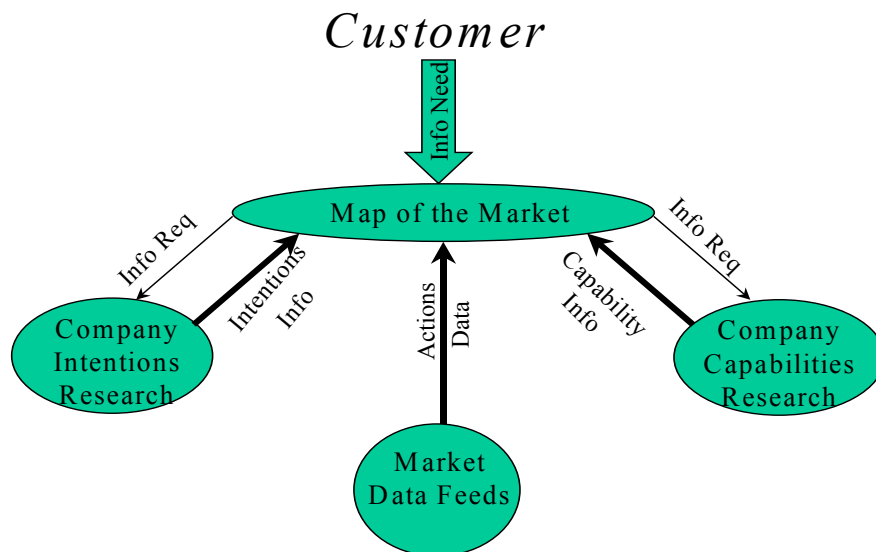 Customer
Info Need
Map of the Market
Info Req
Intentions
Info
Actions
Data
Capability
Info
Info Req
Company
Intentions
Research
Company
Capabilities
Research
Market
Data Feeds